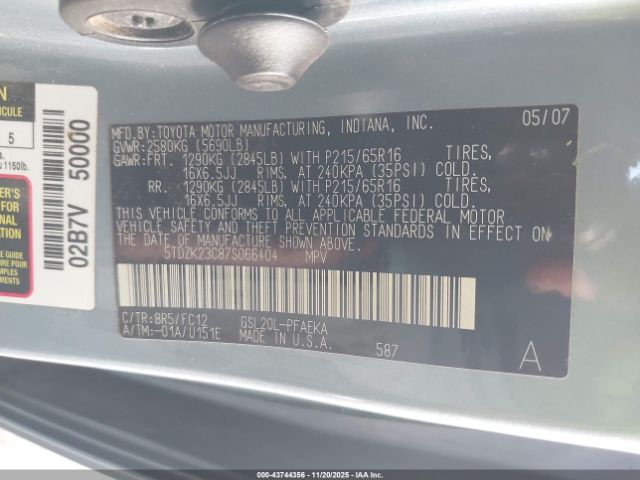 MFD.BY:TOYOTA MOTOR MANUFACTURING, INDIANA, INC. 05/07
GVWR:2580KG (5690LB)
GAWR:FRT. 1290KG (2845LB) WITH P215/65R16 TIRES,
16X6.5JJ RIMS, AT 240KPA (35PSI) COLD.
RR. 1290KG (2845LB) WITH P215/65R16 TIRES,
16X6.5JJ RIMS, AT 240KPA (35PSI) COLD.
THIS VEHICLE CONFORMS TO ALL APPLICABLE FEDERAL MOTOR
VEHICLE SAFETY AND THEFT PREVENTION STANDARDS IN EFFECT ON
THE DATE OF MANUFACTURE SHOWN ABOVE.
5TDZK23C87S066404 MPV
C/TR:8R5/FC12 GSL20L-PFAEKA
A/TM:-01A/U151E MADE IN U.S.A.
587 A
02B7V 50000
5
1150lb.
000-43744356 - 11/20/2025 - IAAI.COM